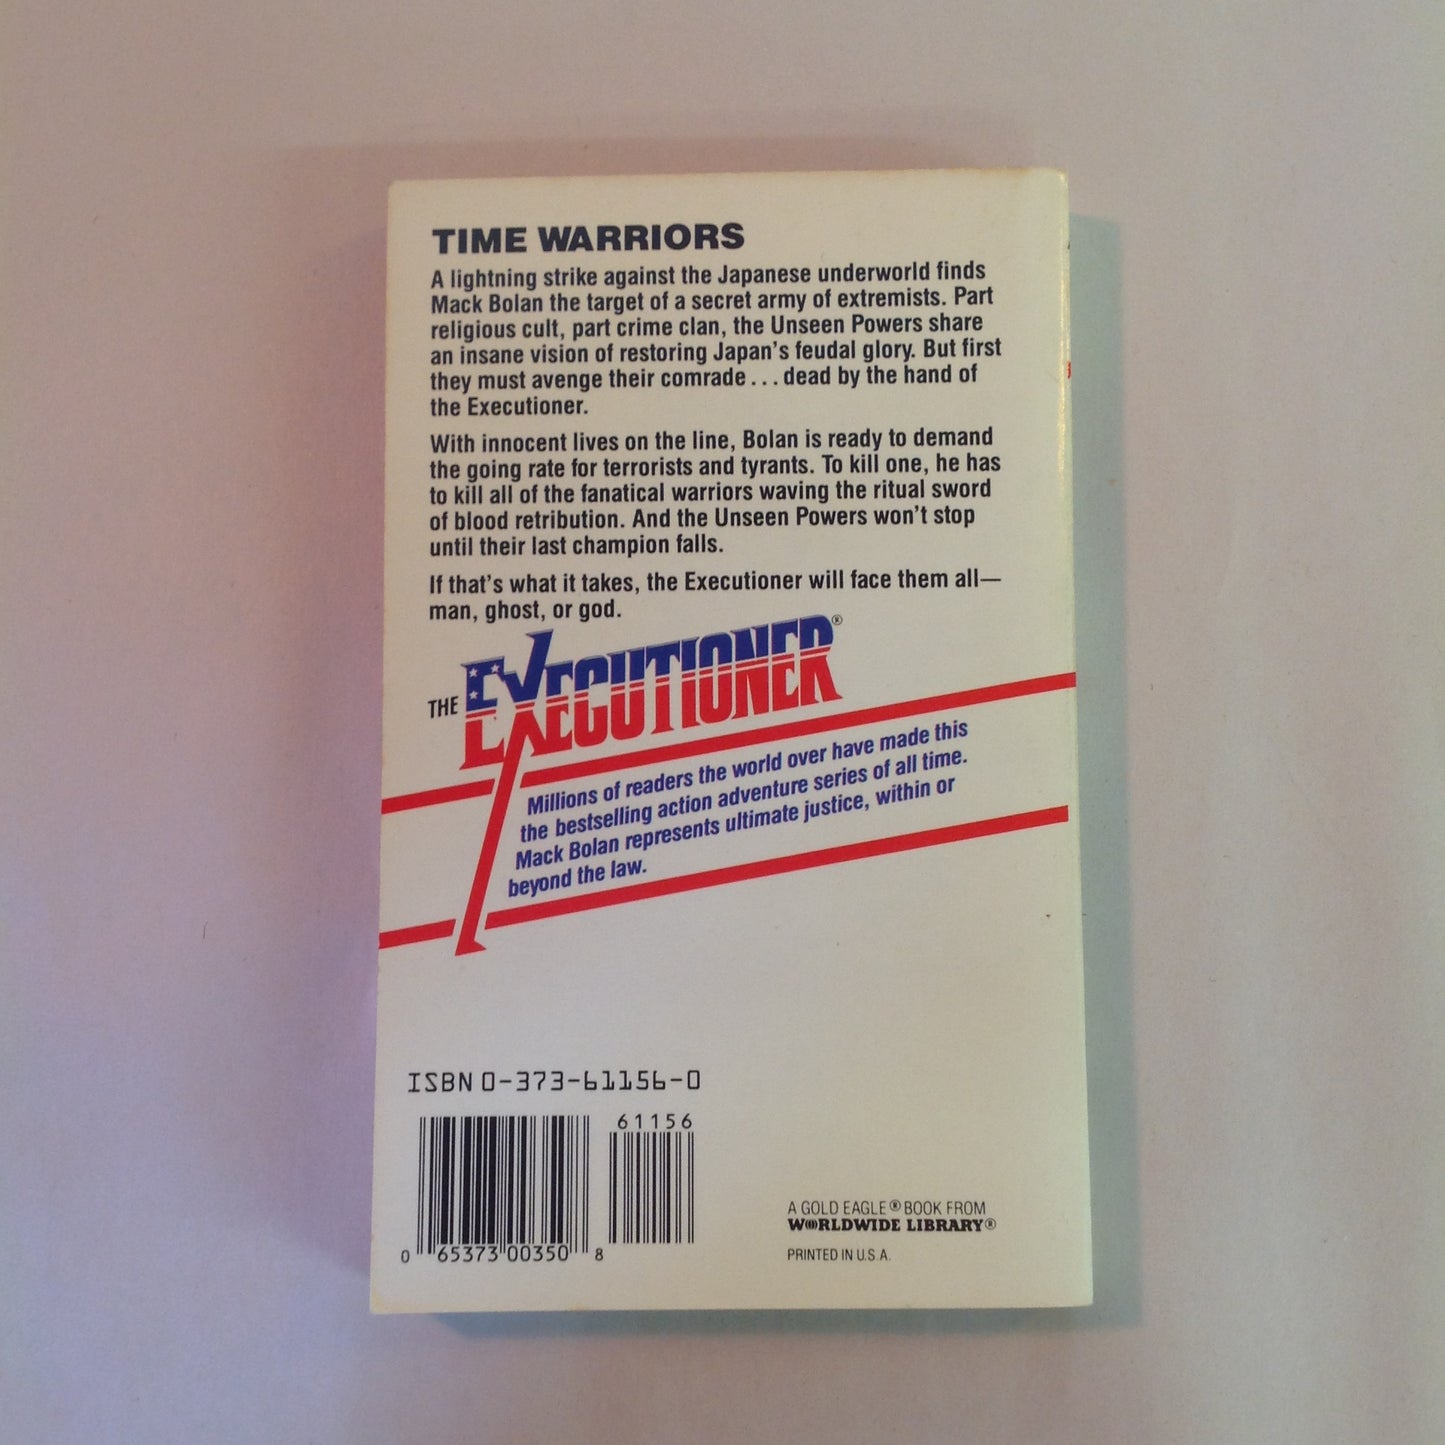 TIME WARRIORS
A lightning strike against the Japanese underworld finds
Mack Bolan the target of a secret army of extremists. Part
religious cult, part crime clan, the Unseen Powers share
an insane vision of restoring Japan's feudal glory. But first
they must avenge their comrade . . . dead by the hand of
the Executioner.
With innocent lives on the line, Bolan is ready to demand
the going rate for terrorists and tyrants. To kill one, he has
to kill all of the fanatical warriors waving the ritual sword
of blood retribution. And the Unseen Powers won't stop
until their last champion falls.
If that's what it takes, the Executioner will face them all—
man, ghost, or god.
THE EXECUTIONER®
Millions of readers the world over have made this
the bestselling action adventure series of all time.
Mack Bolan represents ultimate justice, within or
beyond the law.
ISBN 0-373-61156-0
61156
0 65373 00350 8
A GOLD EAGLE® BOOK FROM
WORLDWIDE LIBRARY®
PRINTED IN U.S.A.